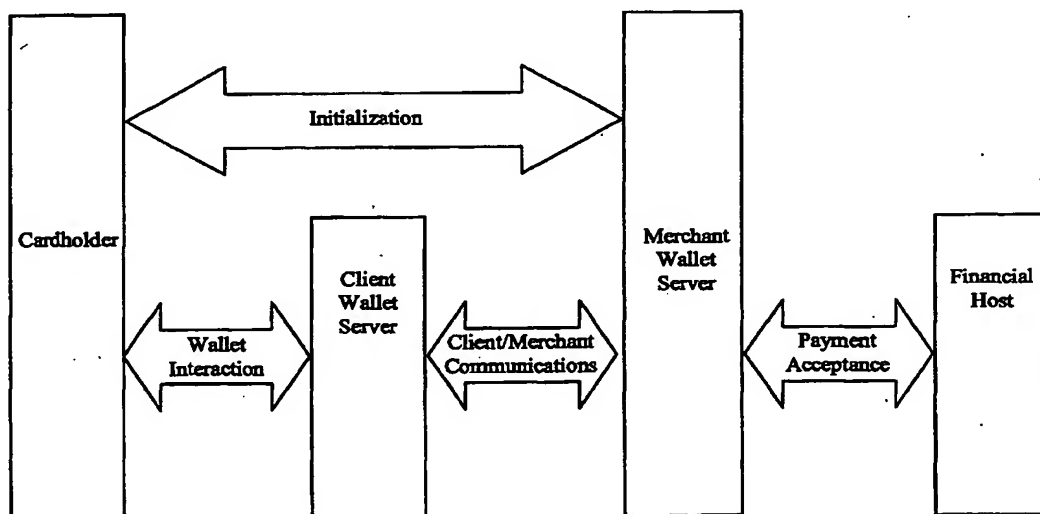 Initialization
Cardholder
Client
Wallet
Server
Merchant
Wallet
Server
Financial
Host
Wallet
Interaction
Client/Merchant
Communications
Payment
Acceptance